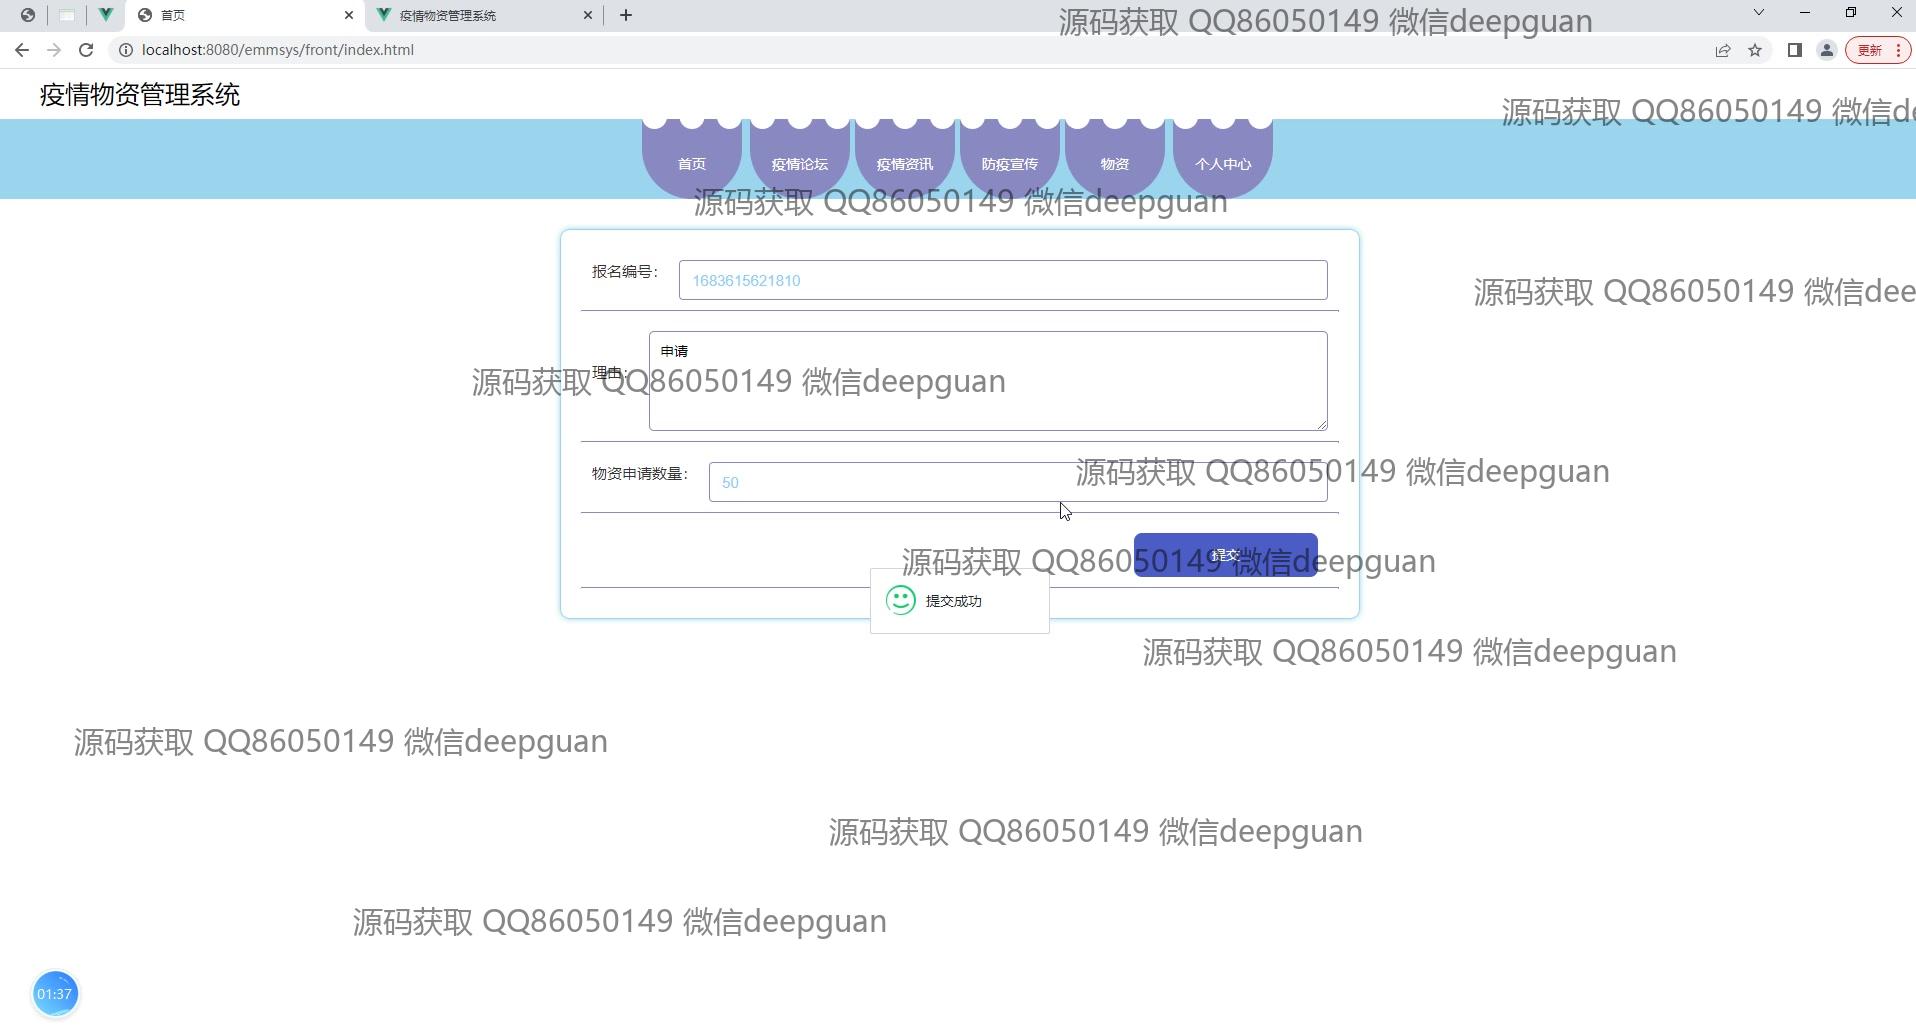 首页
疫情物资管理系统
源码获取 QQ86050149 微信deepguan
localhost:8080/emmsys/front/index.html
更新
疫情物资管理系统
源码获取 QQ86050149 微信de
首页
疫情论坛
疫情资讯
防疫宣传
物资
个人中心
源码获取 QQ86050149 微信deepguan
报名编号：
1683615621810
源码获取 QQ86050149 微信dee
申请
理由：
源码获取 QQ86050149 微信deepguan
物资申请数量：
50
源码获取 QQ86050149 微信deepguan
提交
源码获取 QQ86050149 微信deepguan
提交成功
源码获取 QQ86050149 微信deepguan
源码获取 QQ86050149 微信deepguan
源码获取 QQ86050149 微信deepguan
源码获取 QQ86050149 微信deepguan
01:37